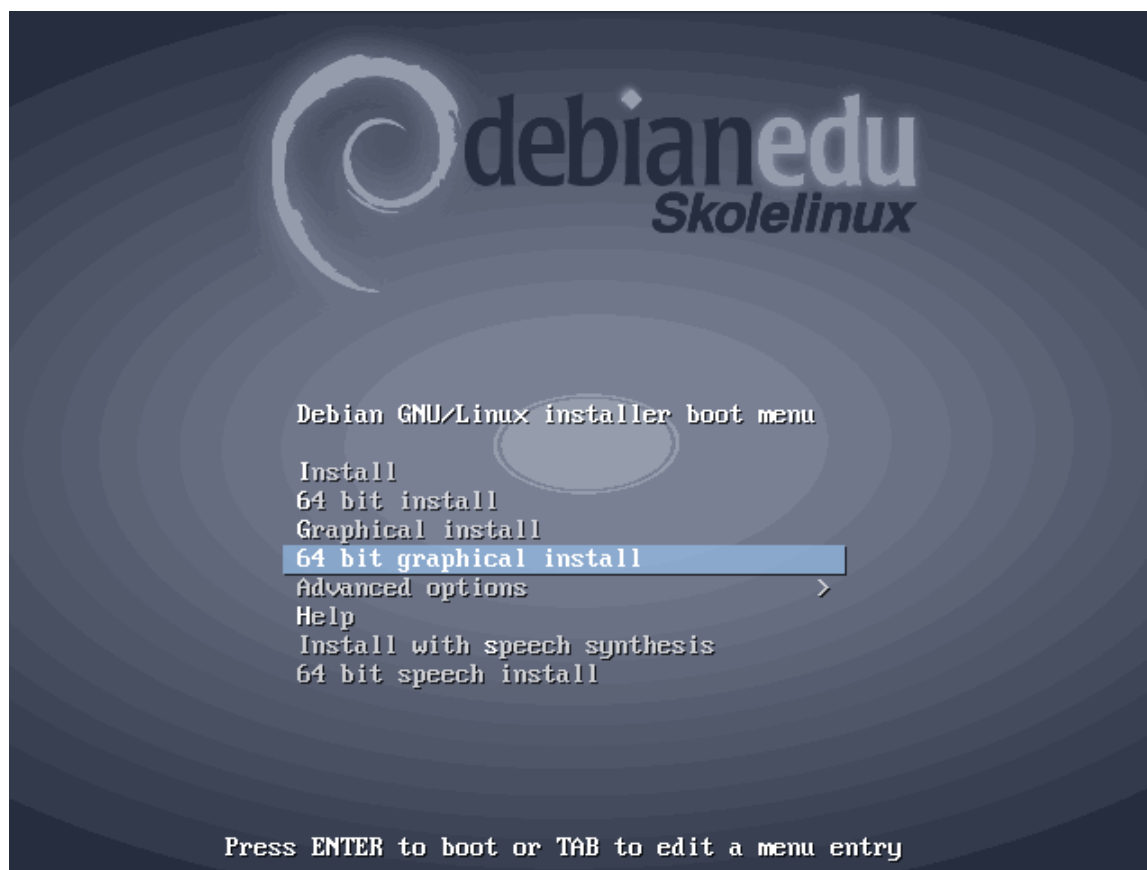 debianedu
Skolelinux
Debian GNU/Linux installer boot menu
Install
64 bit install
Graphical install
64 bit graphical install
Advanced options >
Help
Install with speech synthesis
64 bit speech install
Press ENTER to boot or TAB to edit a menu entry